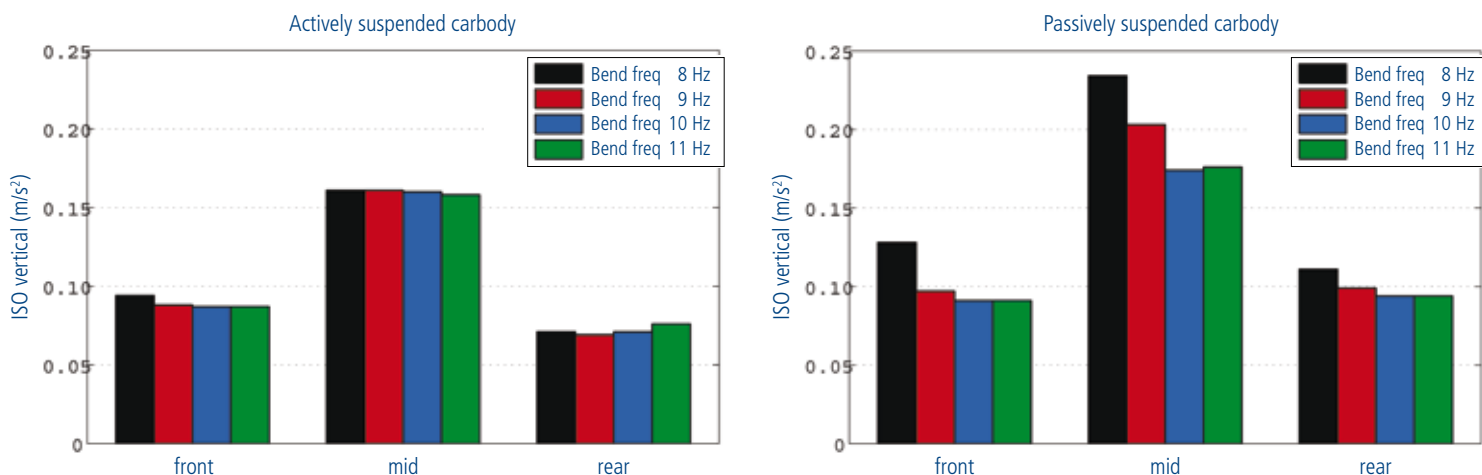 Actively suspended carbody
0.25
0.20
0.15
0.10
0.05
0
ISO vertical (m/s²)
Bend freq 8 Hz
Bend freq 9 Hz
Bend freq 10 Hz
Bend freq 11 Hz
front mid rear
Passively suspended carbody
0.25
0.20
0.15
0.10
0.05
0
ISO vertical (m/s²)
Bend freq 8 Hz
Bend freq 9 Hz
Bend freq 10 Hz
Bend freq 11 Hz
front mid rear